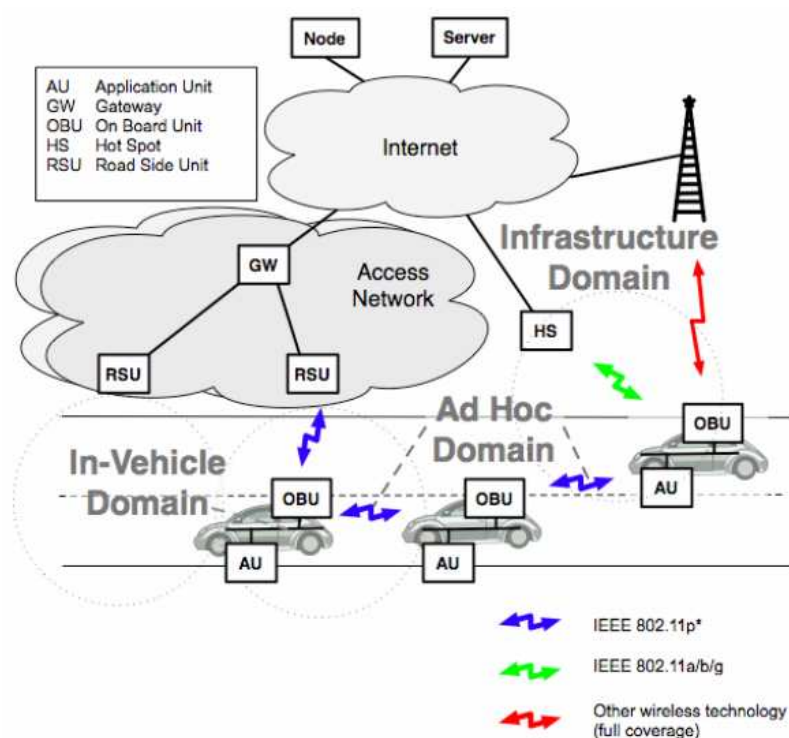 Node
Server
AU Application Unit
GW Gateway
OBU On Board Unit
HS Hot Spot
RSU Road Side Unit
Internet
Infrastructure
Domain
GW
Access
Network
HS
RSU
RSU
OBU
Ad Hoc
Domain
In-Vehicle
Domain
AU
OBU
OBU
AU
AU
IEEE 802.11p*
IEEE 802.11a/b/g
Other wireless technology
(full coverage)